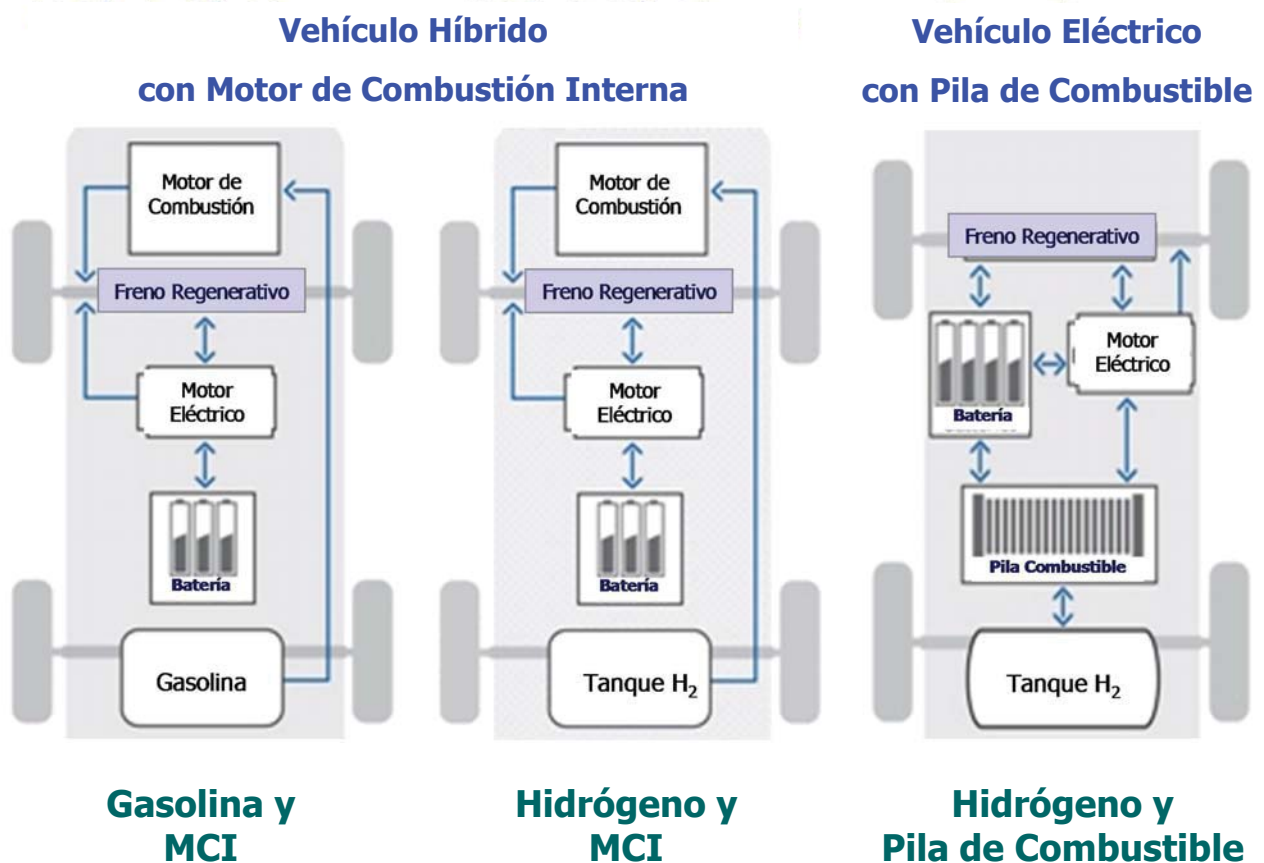 Vehículo Híbrido
con Motor de Combustión Interna
Vehículo Eléctrico
con Pila de Combustible
Motor de
Combustión
Freno Regenerativo
Motor
Eléctrico
Batería
Gasolina
Gasolina y
MCI
Motor de
Combustión
Freno Regenerativo
Motor
Eléctrico
Batería
Tanque H₂
Hidrógeno y
MCI
Freno Regenerativo
Motor
Eléctrico
Batería
Pila Combustible
Tanque H₂
Hidrógeno y
Pila de Combustible